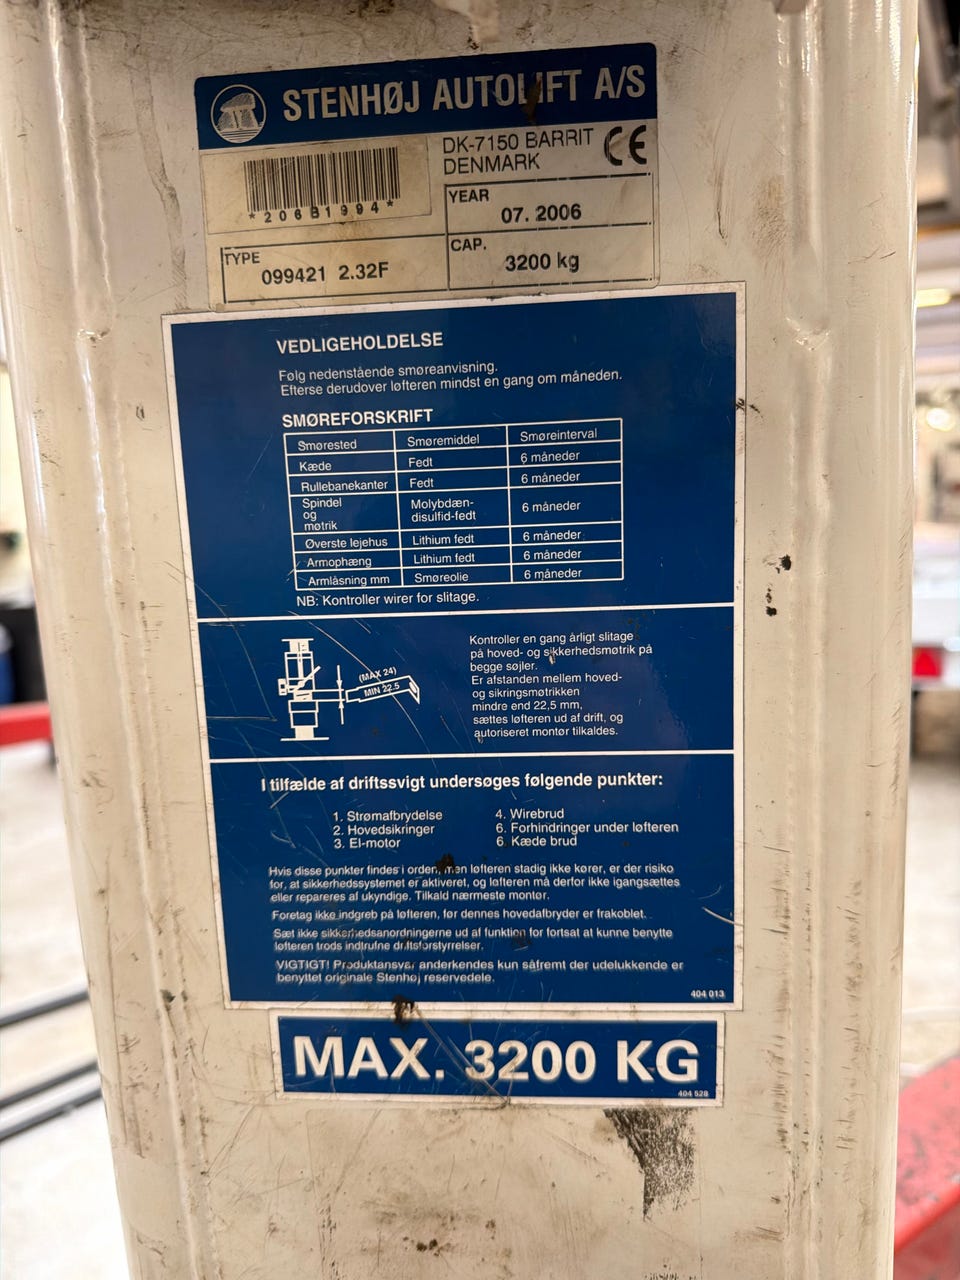 STENHØJ AUTOLIFT A/S
DK-7150 BARRIT
DENMARK
CE
*206B1994*
YEAR
07. 2006
TYPE
099421 2.32F
CAP.
3200 kg
VEDLIGEHOLDELSE
Følg nedenstående smøreanvisning.
Efterse derudover løfteren mindst en gang om måneden.
SMØREFORSKRIFT
Smørested Smøremiddel Smøreinterval
Kæde Fedt 6 måneder
Rullebanekanter Fedt 6 måneder
Spindel
og
møtrik
Molybdæn-
disulfid-fedt
6 måneder
Øverste lejehus Lithium fedt 6 måneder
Armophæng Lithium fedt 6 måneder
Armlåsning mm Smøreolie 6 måneder
NB: Kontroller wirer for slitage.
(MAX 24)
MIN 22.5
Kontroller en gang årligt slitage
på hoved- og sikkerhedsmøtrik på
begge søjler.
Er afstanden mellem hoved-
og sikringsmøtrikken
mindre end 22,5 mm,
sættes løfteren ud af drift, og
autoriseret montør tilkaldes.
I tilfælde af driftssvigt undersøges følgende punkter:
1. Strømafbrydelse
2. Hovedsikringer
3. El-motor
4. Wirebrud
6. Forhindringer under løfteren
6. Kæde brud
Hvis disse punkter findes i orden, men løfteren stadig ikke kører, er der risiko
for, at sikkerhedssystemet er aktiveret, og løfteren må derfor ikke igangsættes
eller repareres af ukyndige. Tilkald nærmeste montør.
Foretag ikke indgreb på løfteren, før dennes hovedafbryder er frakoblet.
Sæt ikke sikkerhedsanordningerne ud af funktion for fortsat at kunne benytte
løfteren trods indtrufne driftsforstyrrelser.
VIGTIGT! Produktansvar anderkendes kun såfremt der udelukkende er
benyttet originale Stenhøj reservedele.
404 013
MAX. 3200 KG
404 528